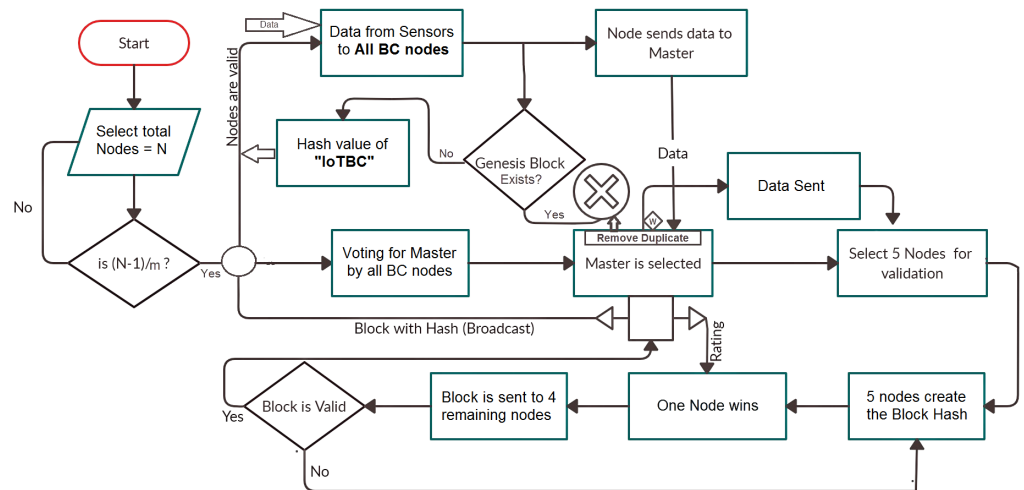 Start
Data
Data from Sensors
to All BC nodes
Node sends data to
Master
Nodes are valid
Select total
Nodes = N
Hash value of
"IoTBC"
No
Genesis Block
Exists?
Yes
Data
Data Sent
No
is (N-1)/m ?
Yes
Voting for Master
by all BC nodes
W
Remove Duplicate
Master is selected
Select 5 Nodes for
validation
Block with Hash (Broadcast)
Rating
Yes
Block is Valid
Block is sent to 4
remaining nodes
One Node wins
5 nodes create
the Block Hash
No